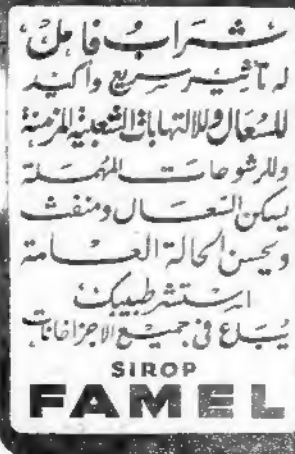 شراب فامل
له تأثير سريع وأكيد
للسعال وللالتهابات الشعبية المزمنة
وللرشوحات المهملة
يسكن السعال ومنفث
ويحسن الحالة العامة
استشر طبيبك
يباع فى جميع الاجزاخانات
SIROP
FAMEL